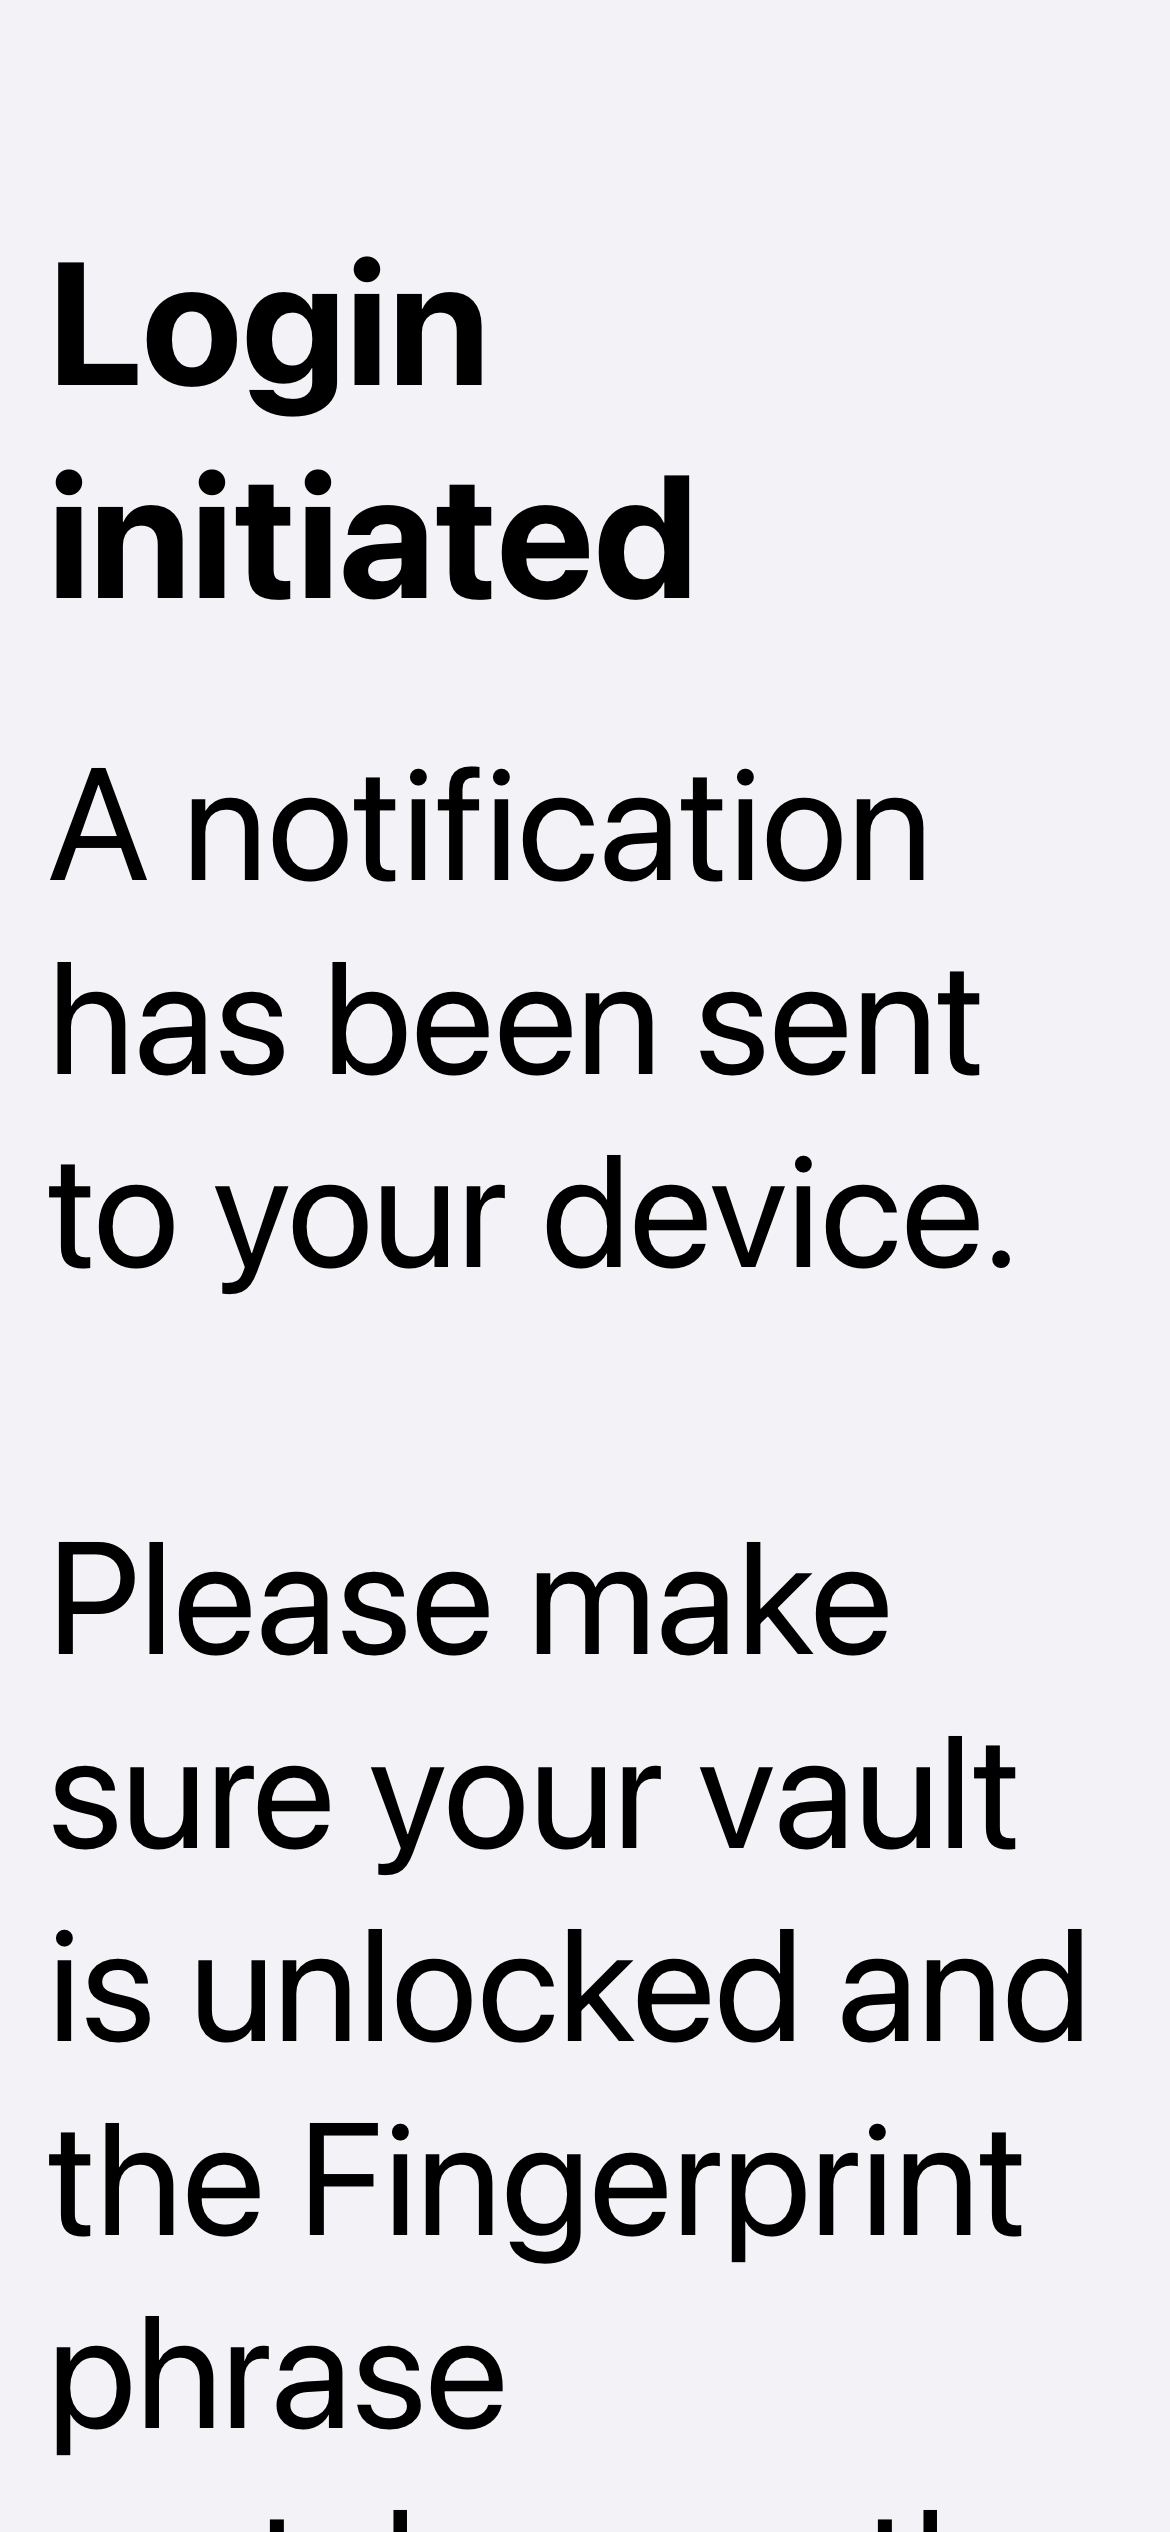 Login
initiated
A notification
has been sent
to your device.
Please make
sure your vault
is unlocked and
the Fingerprint
phrase